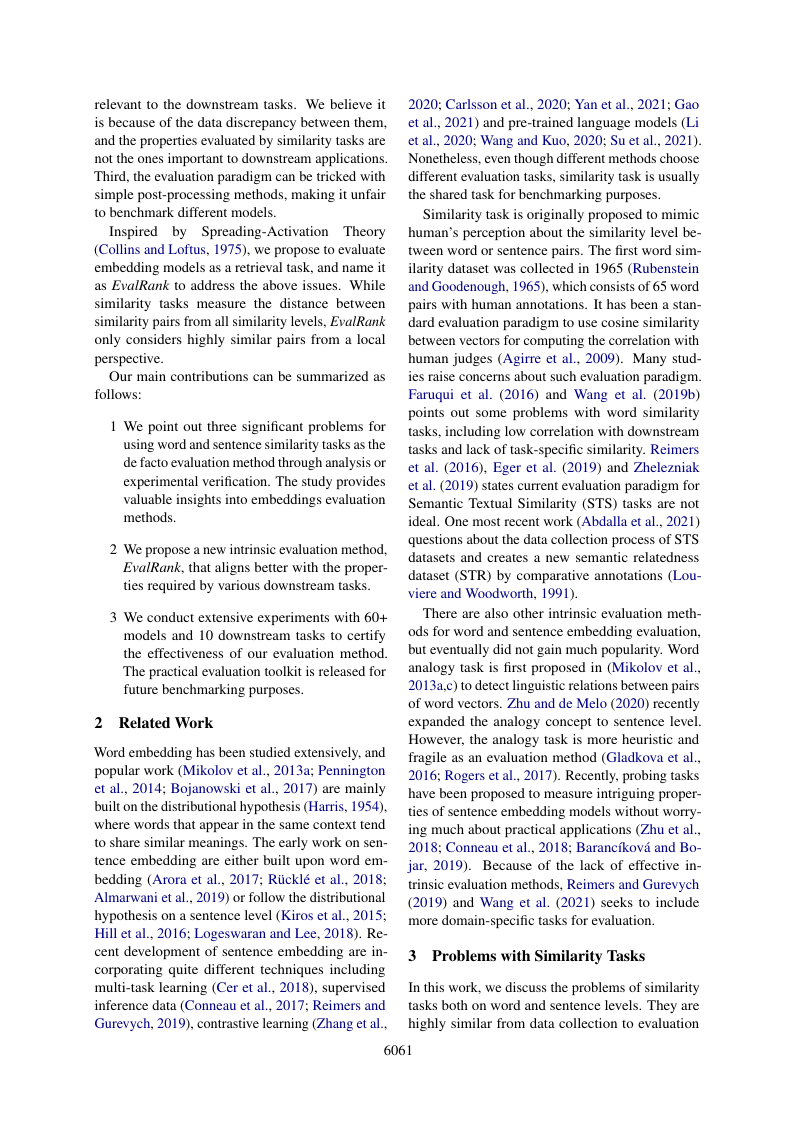 relevant to the downstream tasks. We believe it
is because of the data discrepancy between them,
and the properties evaluated by similarity tasks are
not the ones important to downstream applications.
Third, the evaluation paradigm can be tricked with
simple post-processing methods, making it unfair
to benchmark different models.
Inspired by Spreading-Activation Theory
(Collins and Loftus, 1975), we propose to evaluate
embedding models as a retrieval task, and name it
as EvalRank to address the above issues. While
similarity tasks measure the distance between
similarity pairs from all similarity levels, EvalRank
only considers highly similar pairs from a local
perspective.
Our main contributions can be summarized as
follows:
1 We point out three significant problems for
using word and sentence similarity tasks as the
de facto evaluation method through analysis or
experimental verification. The study provides
valuable insights into embeddings evaluation
methods.
2 We propose a new intrinsic evaluation method,
EvalRank, that aligns better with the proper-
ties required by various downstream tasks.
3 We conduct extensive experiments with 60+
models and 10 downstream tasks to certify
the effectiveness of our evaluation method.
The practical evaluation toolkit is released for
future benchmarking purposes.
2 Related Work
Word embedding has been studied extensively, and
popular work (Mikolov et al., 2013a; Pennington
et al., 2014; Bojanowski et al., 2017) are mainly
built on the distributional hypothesis (Harris, 1954),
where words that appear in the same context tend
to share similar meanings. The early work on sen-
tence embedding are either built upon word em-
bedding (Arora et al., 2017; Rücklé et al., 2018;
Almarwani et al., 2019) or follow the distributional
hypothesis on a sentence level (Kiros et al., 2015;
Hill et al., 2016; Logeswaran and Lee, 2018). Re-
cent development of sentence embedding are in-
corporating quite different techniques including
multi-task learning (Cer et al., 2018), supervised
inference data (Conneau et al., 2017; Reimers and
Gurevych, 2019), contrastive learning (Zhang et al.,
2020; Carlsson et al., 2020; Yan et al., 2021; Gao
et al., 2021) and pre-trained language models (Li
et al., 2020; Wang and Kuo, 2020; Su et al., 2021).
Nonetheless, even though different methods choose
different evaluation tasks, similarity task is usually
the shared task for benchmarking purposes.
Similarity task is originally proposed to mimic
human's perception about the similarity level be-
tween word or sentence pairs. The first word sim-
ilarity dataset was collected in 1965 (Rubenstein
and Goodenough, 1965), which consists of 65 word
pairs with human annotations. It has been a stan-
dard evaluation paradigm to use cosine similarity
between vectors for computing the correlation with
human judges (Agirre et al., 2009). Many stud-
ies raise concerns about such evaluation paradigm.
Faruqui et al. (2016) and Wang et al. (2019b)
points out some problems with word similarity
tasks, including low correlation with downstream
tasks and lack of task-specific similarity. Reimers
et al. (2016), Eger et al. (2019) and Zhelezniak
et al. (2019) states current evaluation paradigm for
Semantic Textual Similarity (STS) tasks are not
ideal. One most recent work (Abdalla et al., 2021)
questions about the data collection process of STS
datasets and creates a new semantic relatedness
dataset (STR) by comparative annotations (Lou-
viere and Woodworth, 1991).
There are also other intrinsic evaluation meth-
ods for word and sentence embedding evaluation,
but eventually did not gain much popularity. Word
analogy task is first proposed in (Mikolov et al.,
2013a,c) to detect linguistic relations between pairs
of word vectors. Zhu and de Melo (2020) recently
expanded the analogy concept to sentence level.
However, the analogy task is more heuristic and
fragile as an evaluation method (Gladkova et al.,
2016; Rogers et al., 2017). Recently, probing tasks
have been proposed to measure intriguing proper-
ties of sentence embedding models without worry-
ing much about practical applications (Zhu et al.,
2018; Conneau et al., 2018; Barancíková and Bo-
jar, 2019). Because of the lack of effective in-
trinsic evaluation methods, Reimers and Gurevych
(2019) and Wang et al. (2021) seeks to include
more domain-specific tasks for evaluation.
3 Problems with Similarity Tasks
In this work, we discuss the problems of similarity
tasks both on word and sentence levels. They are
highly similar from data collection to evaluation
6061